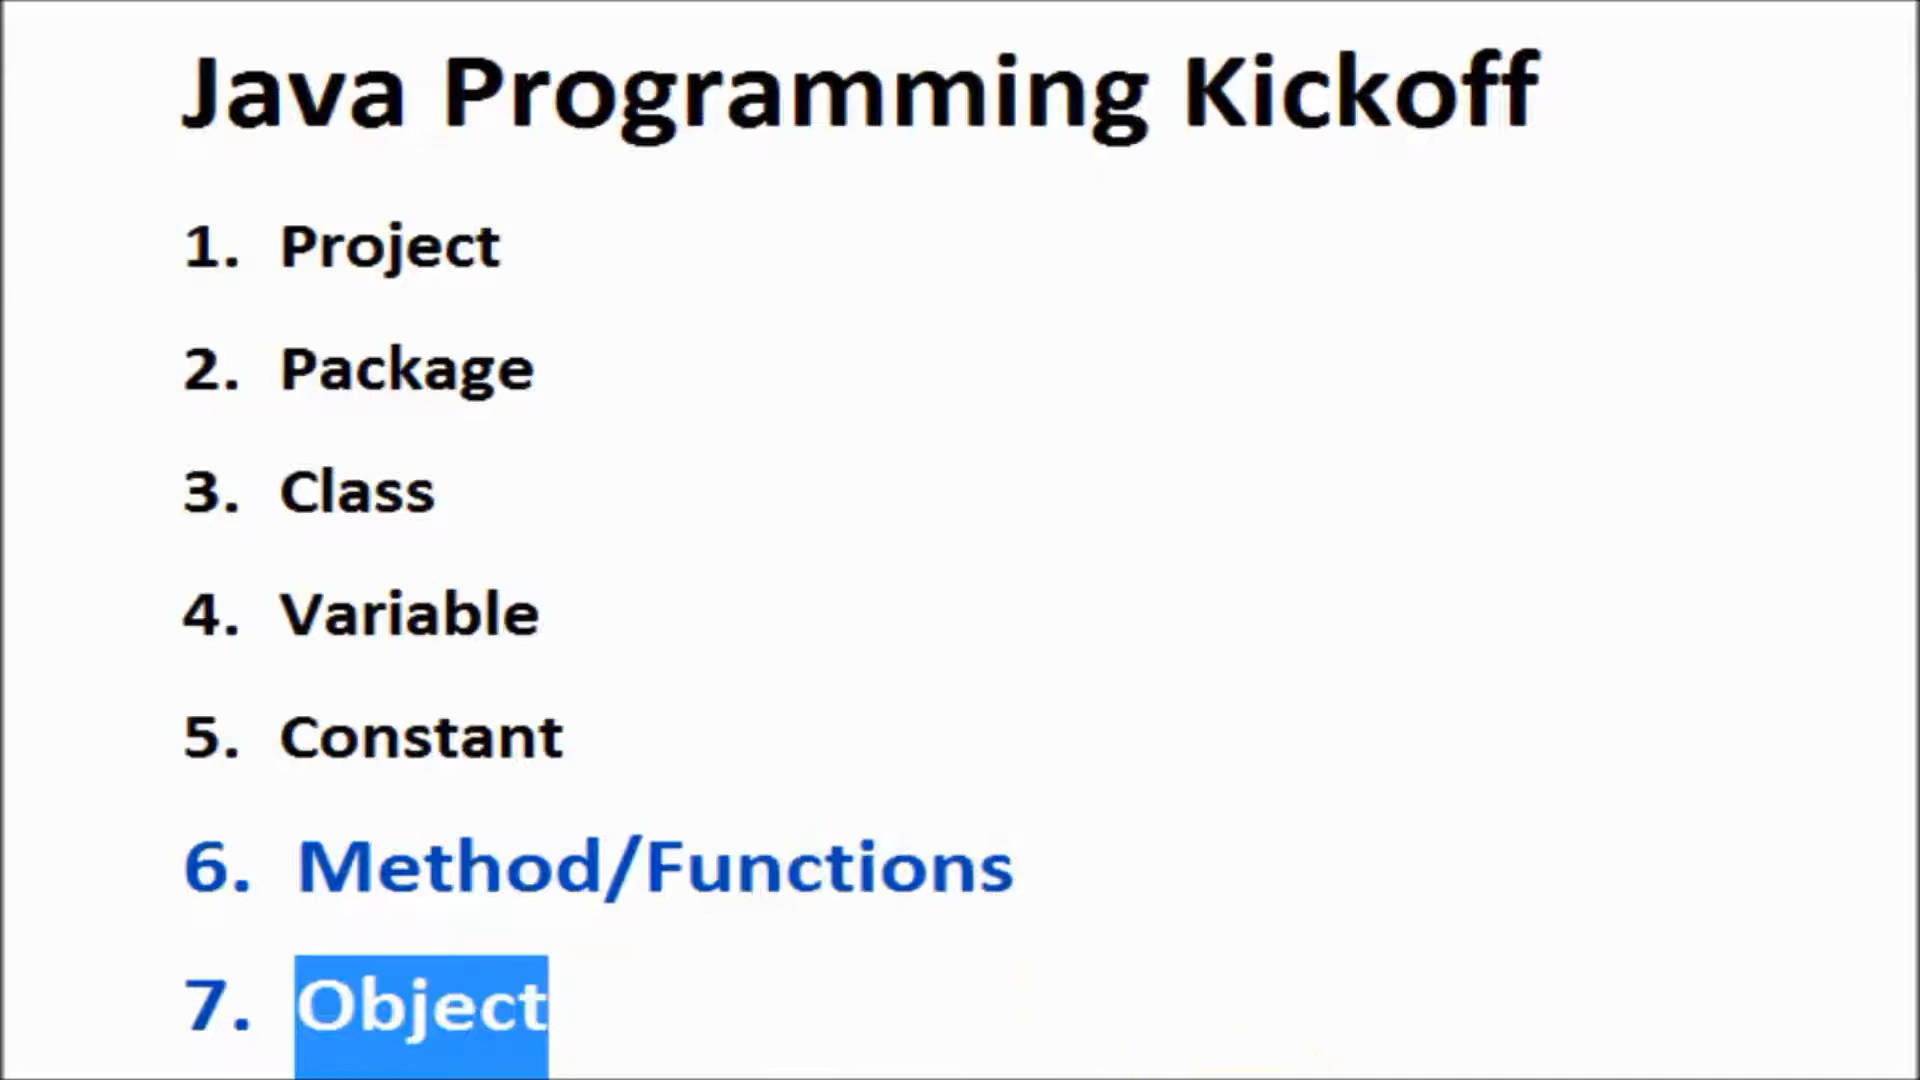 Java Programming Kickoff
1. Project
2. Package
3. Class
4. Variable
5. Constant
6. Method/Functions
7. Object